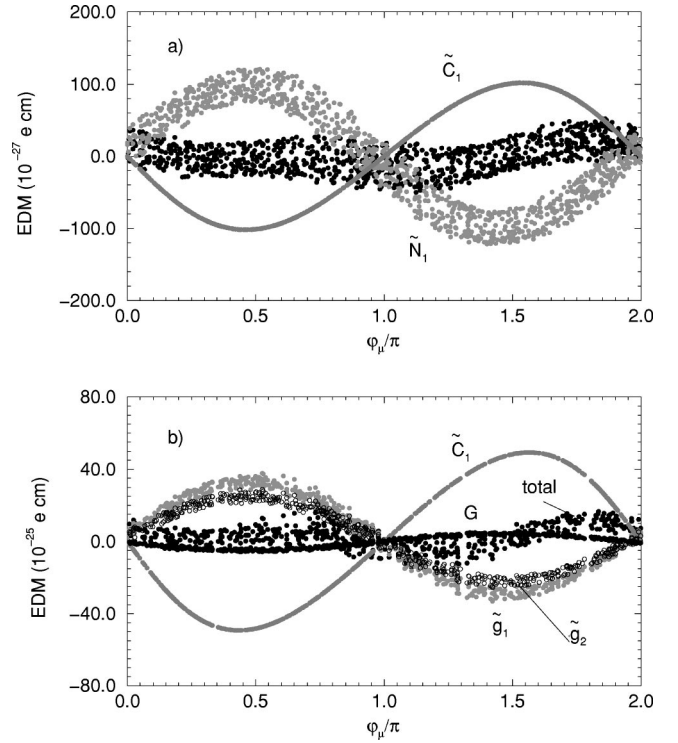 200.0
a)
C̃₁
100.0
0.0
EDM (10⁻²⁷ e cm)
−100.0
Ñ₁
−200.0
0.0 0.5 1.0 1.5 2.0
φμ/π
80.0
b)
C̃₁
40.0
total
G
0.0
EDM (10⁻²⁵ e cm)
−40.0
g̃₁
g̃₂
−80.0
0.0 0.5 1.0 1.5 2.0
φμ/π